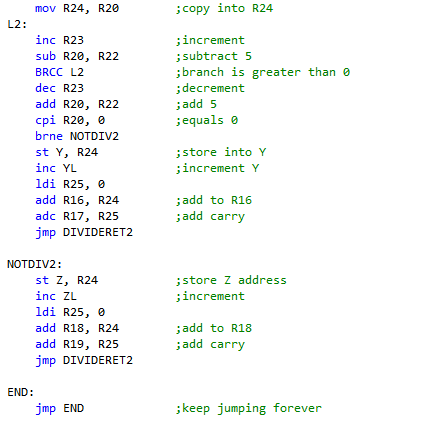 mov R24, R20 ;copy into R24
L2:
inc R23 ;increment
sub R20, R22 ;subtract 5
BRCC L2 ;branch is greater than 0
dec R23 ;decrement
add R20, R22 ;add 5
cpi R20, 0 ;equals 0
brne NOTDIV2
st Y, R24 ;store into Y
inc YL ;increment Y
ldi R25, 0
add R16, R24 ;add to R16
adc R17, R25 ;add carry
jmp DIVIDERET2
NOTDIV2:
st Z, R24 ;store Z address
inc ZL ;increment
ldi R25, 0
add R18, R24 ;add to R18
add R19, R25 ;add carry
jmp DIVIDERET2
END:
jmp END ;keep jumping forever